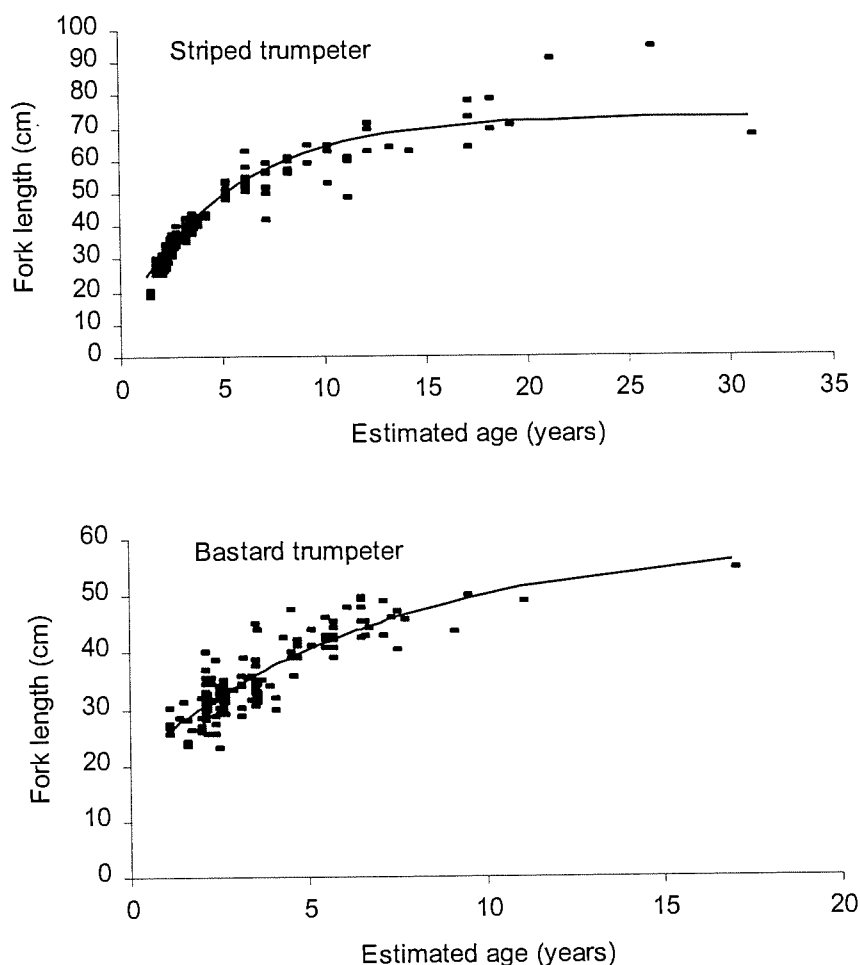 Striped trumpeter
Fork length (cm)
100
90
80
70
60
50
40
30
20
10
0
0 5 10 15 20 25 30 35
Estimated age (years)
Bastard trumpeter
Fork length (cm)
60
50
40
30
20
10
0
0 5 10 15 20
Estimated age (years)